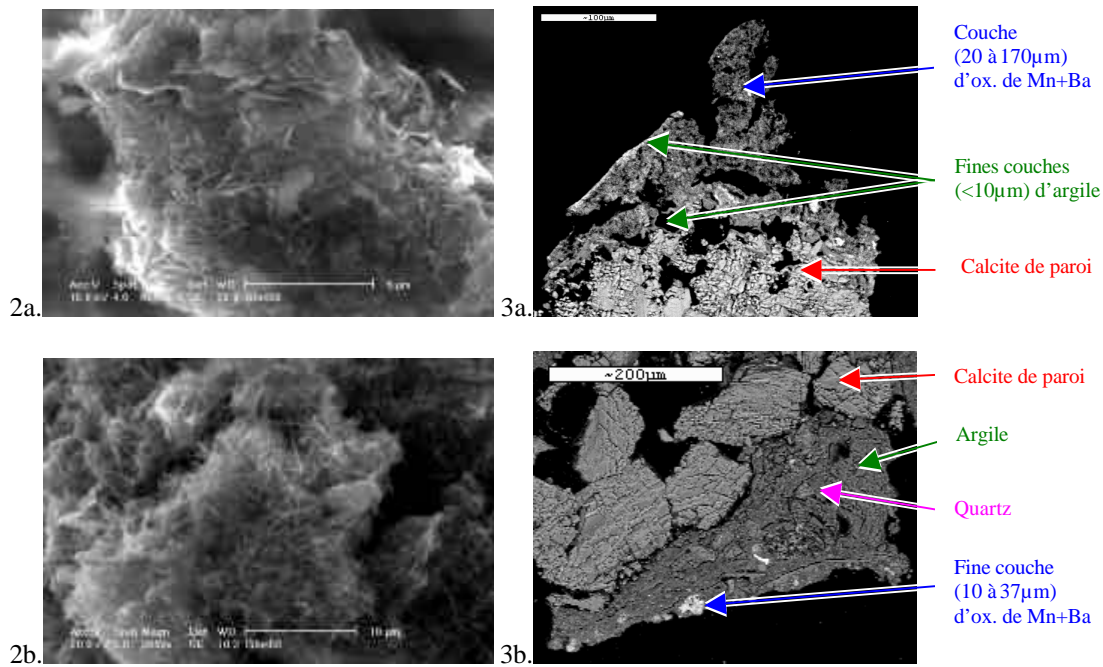 ~100µm
Couche
(20 à 170µm)
d'ox. de Mn+Ba
Fines couches
(<10µm) d'argile
Calcite de paroi
2a.
3a.
~200µm
Calcite de paroi
Argile
Quartz
Fine couche
(10 à 37µm)
d'ox. de Mn+Ba
2b.
3b.